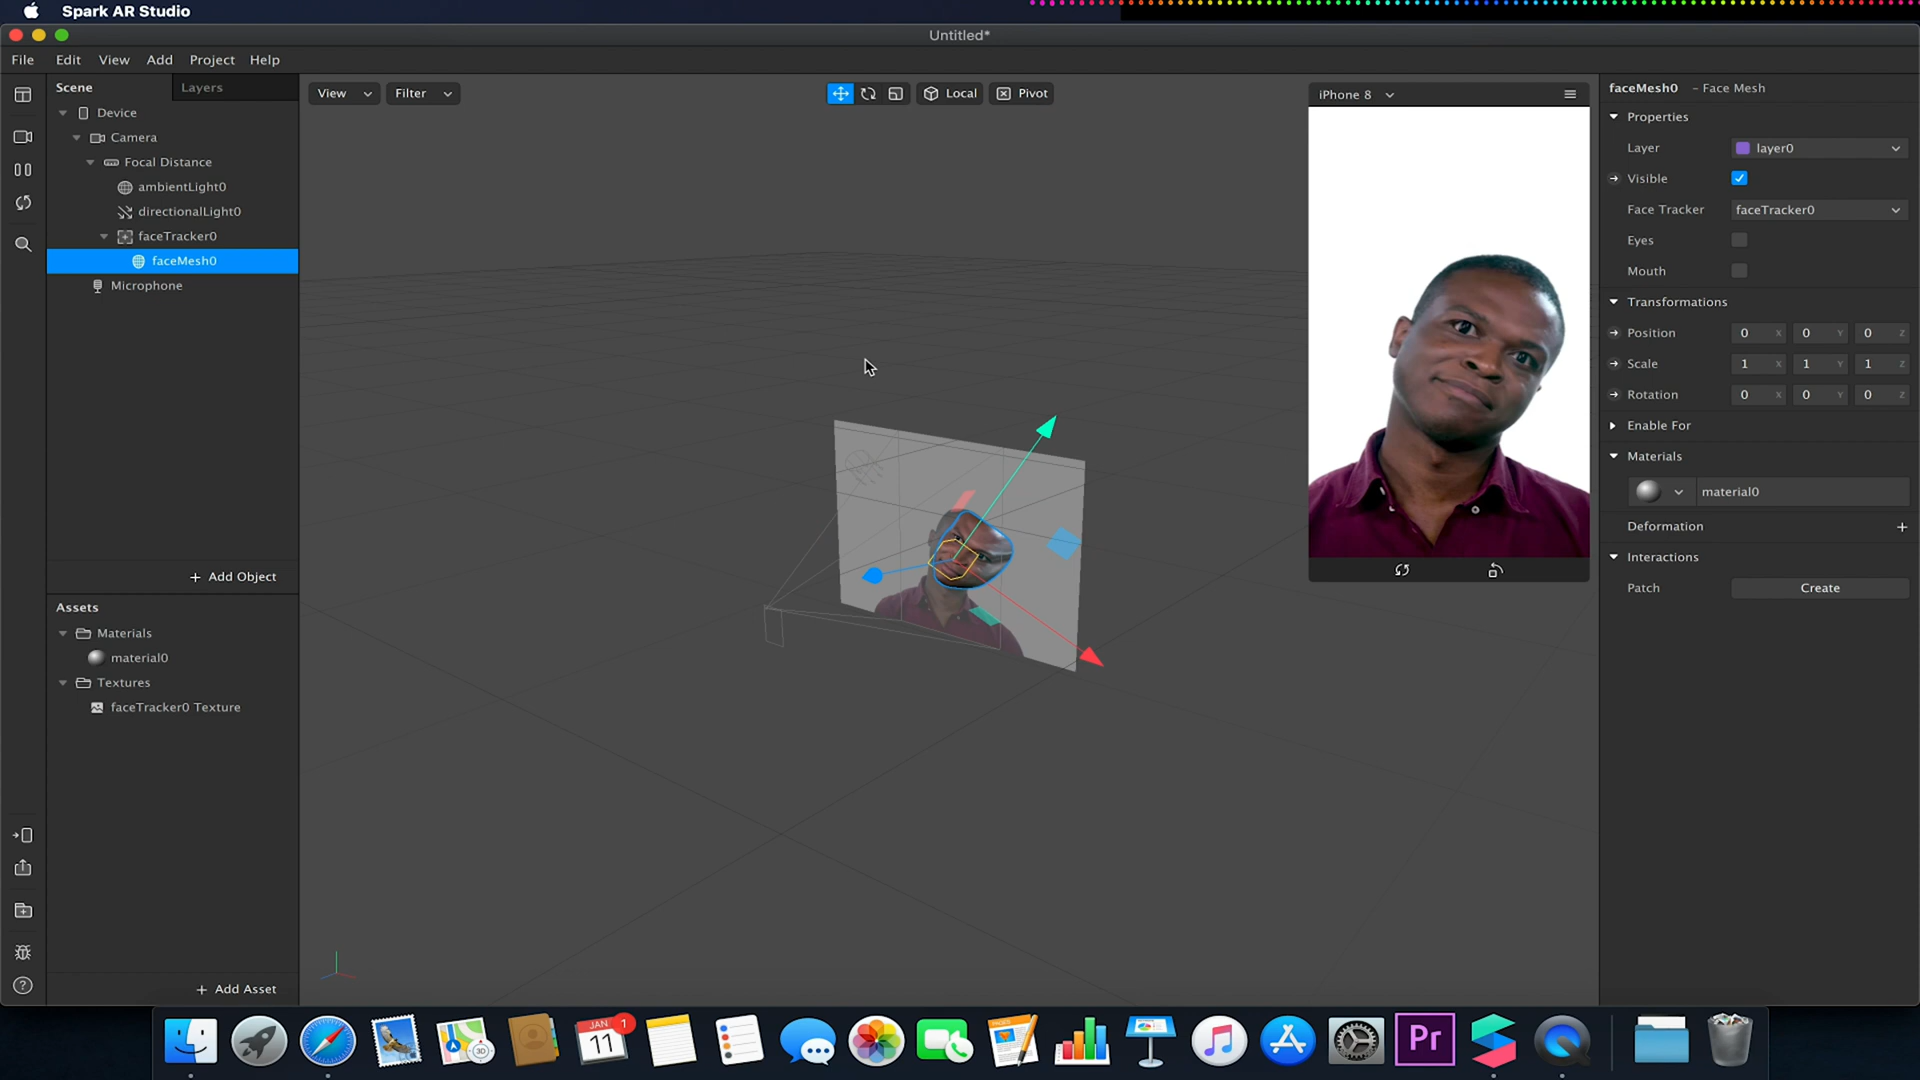 Spark AR Studio
Untitled*
File Edit View Add Project Help
Scene Layers
Device
Camera
Focal Distance
ambientLight0
directionalLight0
faceTracker0
faceMesh0
Microphone
+ Add Object
Assets
Materials
material0
Textures
faceTracker0 Texture
+ Add Asset
View Filter Local Pivot
iPhone 8
faceMesh0 – Face Mesh
Properties
Layer layer0
Visible
Face Tracker faceTracker0
Eyes
Mouth
Transformations
Position 0 X 0 Y 0 Z
Scale 1 X 1 Y 1 Z
Rotation 0 X 0 Y 0 Z
Enable For
Materials
material0
Deformation +
Interactions
Patch Create
JAN 1
11
3D
PAGES
Pr